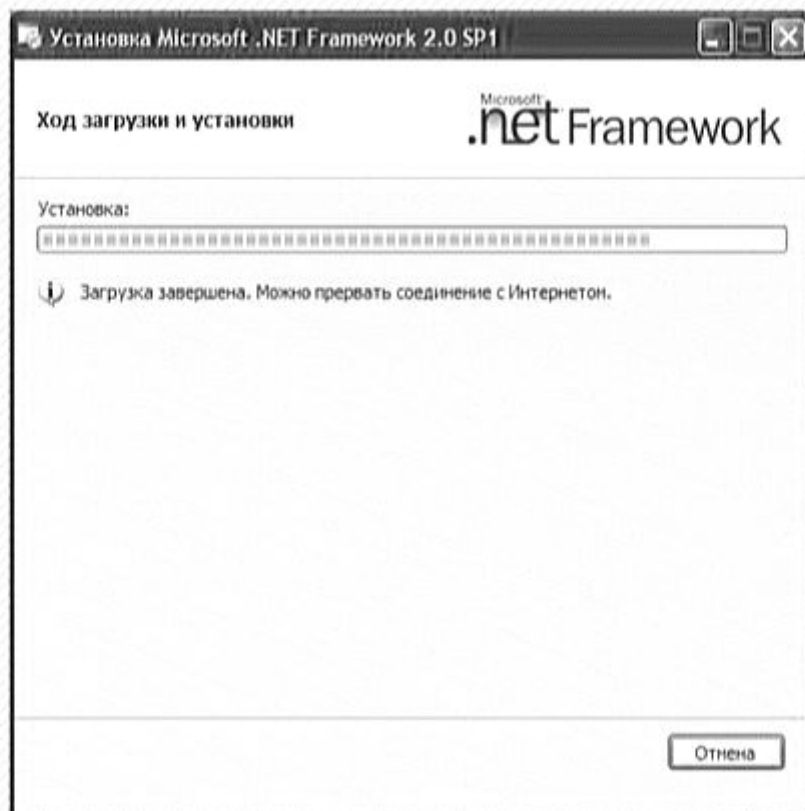 Установка Microsoft .NET Framework 2.0 SP1
Ход загрузки и установки
Microsoft
.net Framework
Установка:
Загрузка завершена. Можно прервать соединение с Интернетом.
Отмена